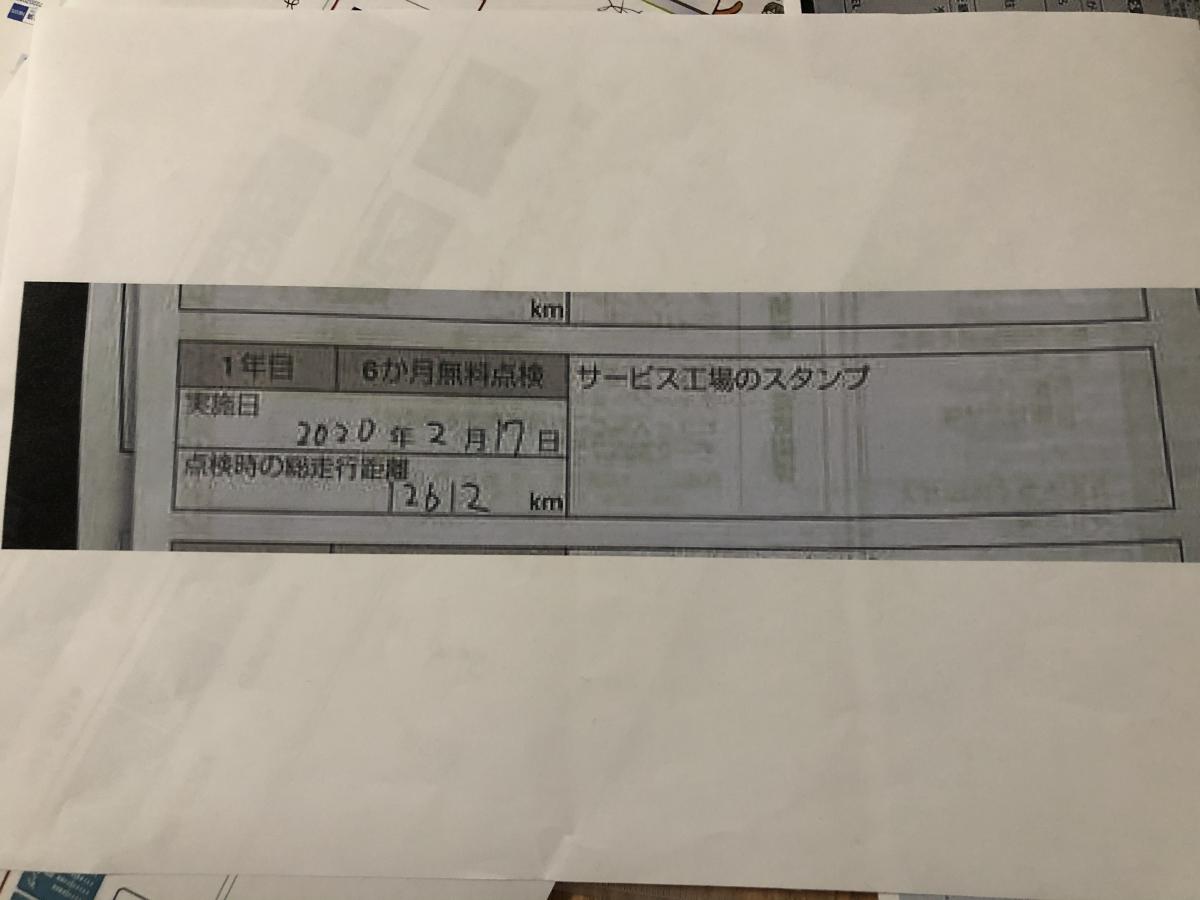 km
1年目 6か月無料点検 サービス工場のスタンプ
実施日
2020年2月17日
点検時の総走行距離
12612 km